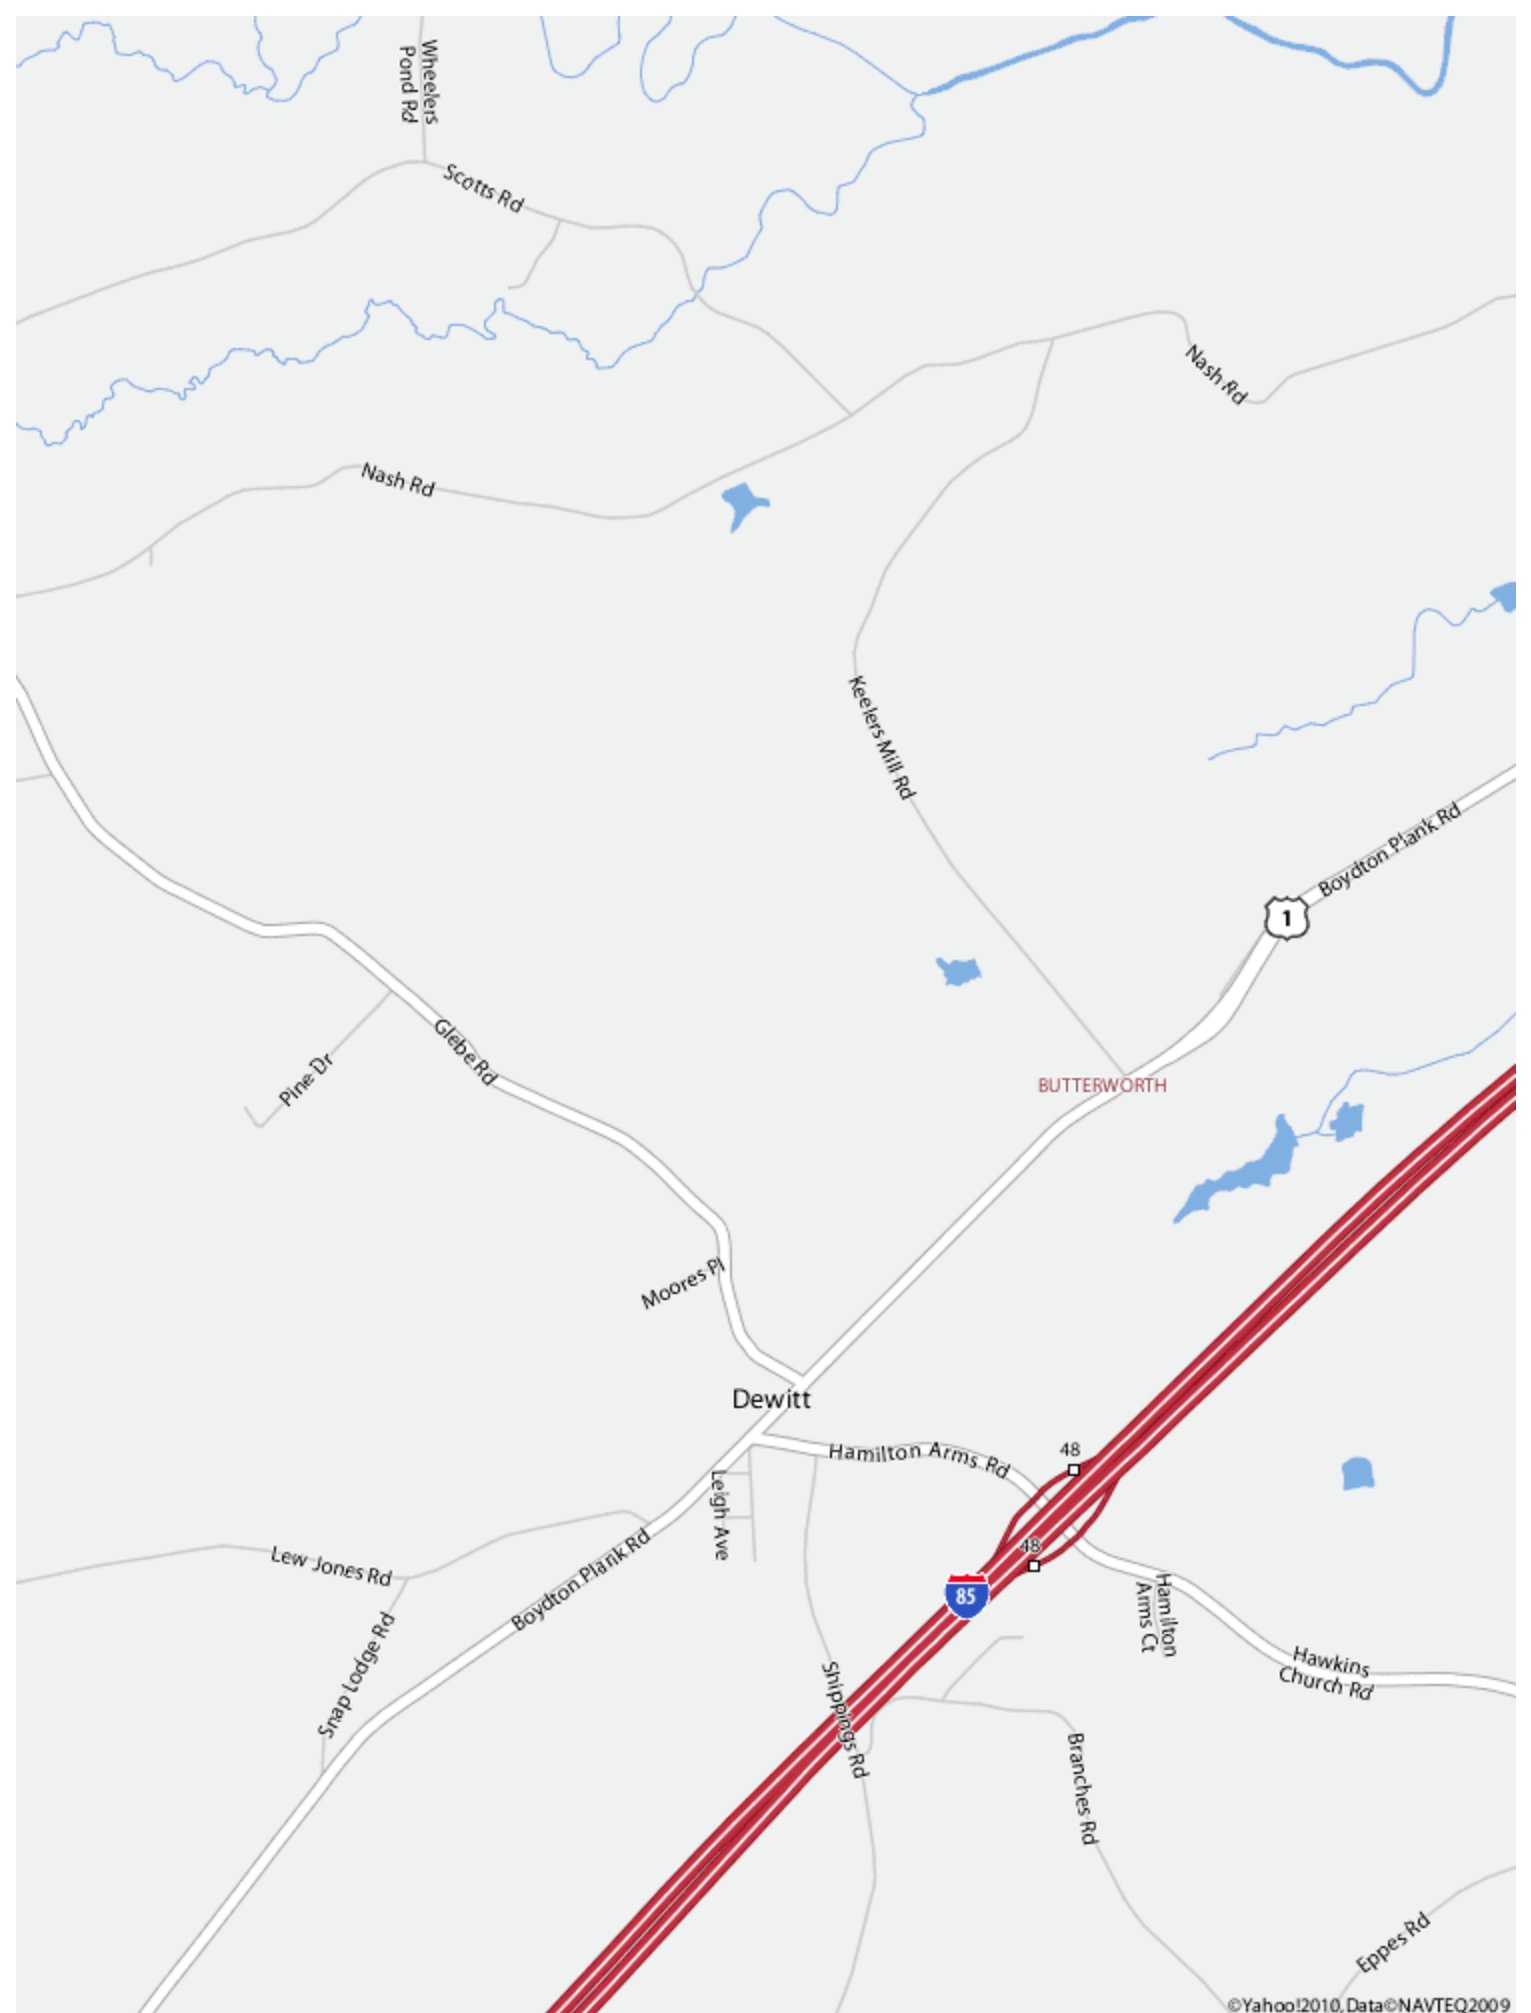 Wheelers
Pond Rd
Scotts Rd
Nash Rd
Nash Rd
Keelers Mill Rd
Boydton Plank Rd
1
Glebe Rd
Pine Dr
BUTTERWORTH
Moores Pl
Dewitt
Hamilton Arms Rd
48
Leigh Ave
48
Lew Jones Rd
Boydton Plank Rd
85
Hamilton
Arms Ct
Snap Lodge Rd
Hawkins
Church Rd
Shippings Rd
Branches Rd
Eppes Rd
©Yahoo!2010,Data©NAVTEQ2009